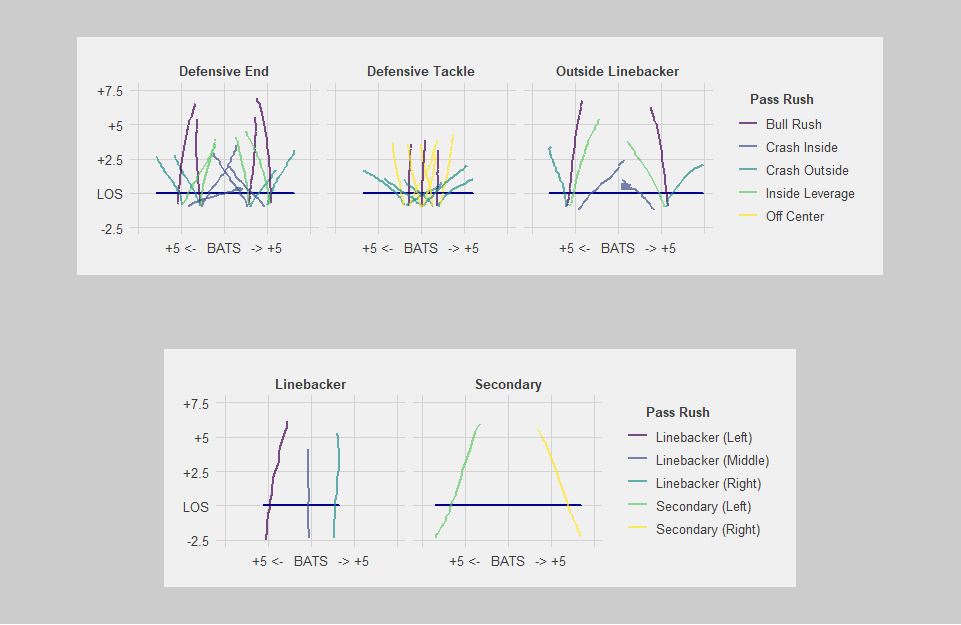 Defensive End Defensive Tackle Outside Linebacker
+7.5
+5
+2.5
LOS
-2.5
+5 <- BATS -> +5 +5 <- BATS -> +5 +5 <- BATS -> +5
Pass Rush
Bull Rush
Crash Inside
Crash Outside
Inside Leverage
Off Center
Linebacker Secondary
+7.5
+5
+2.5
LOS
-2.5
+5 <- BATS -> +5 +5 <- BATS -> +5
Pass Rush
Linebacker (Left)
Linebacker (Middle)
Linebacker (Right)
Secondary (Left)
Secondary (Right)